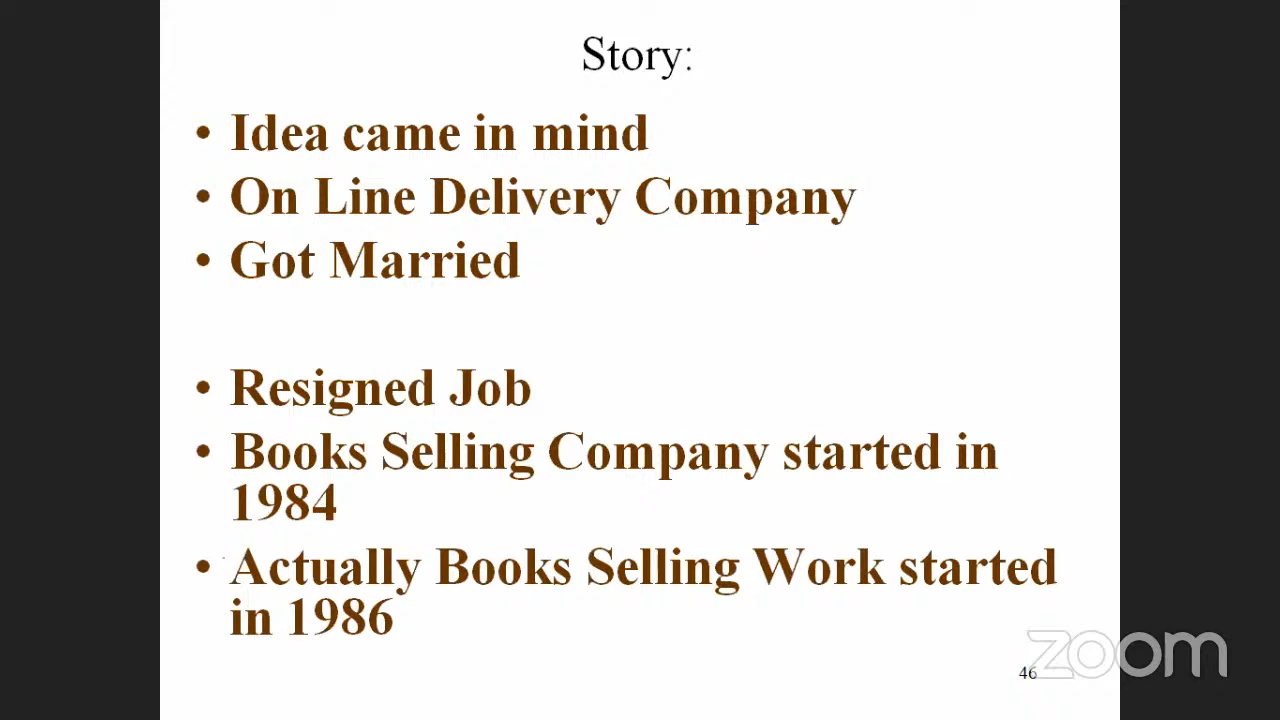 Story:
• Idea came in mind
• On Line Delivery Company
• Got Married
• Resigned Job
• Books Selling Company started in
1984
• Actually Books Selling Work started
in 1986
46
zoom